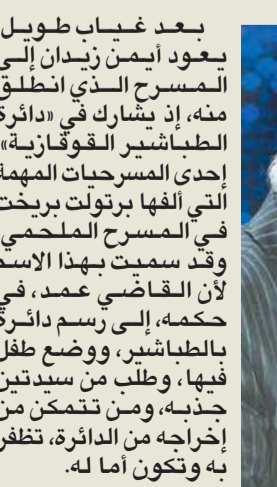 بعد غياب طويل
يعود أيمن زيدان إلى
المسرح الذي انطلق
منه، إذ يشارك في «دائرة
الطباشير القوقازية»
إحدى المسرحيات المهمة
التي ألفها برتولت بريخت
في المسرح الملحمي
وقد سميت بهذا الاسم
لأن القاضي عمد، في
حكمه، إلى رسم دائرة
بالطباشير، ووضع طفل
فيها، وطلب من سيدتين
جذبه، ومن تتمكن من
إخراجه من الدائرة، تظفر
به وتكون أما له.